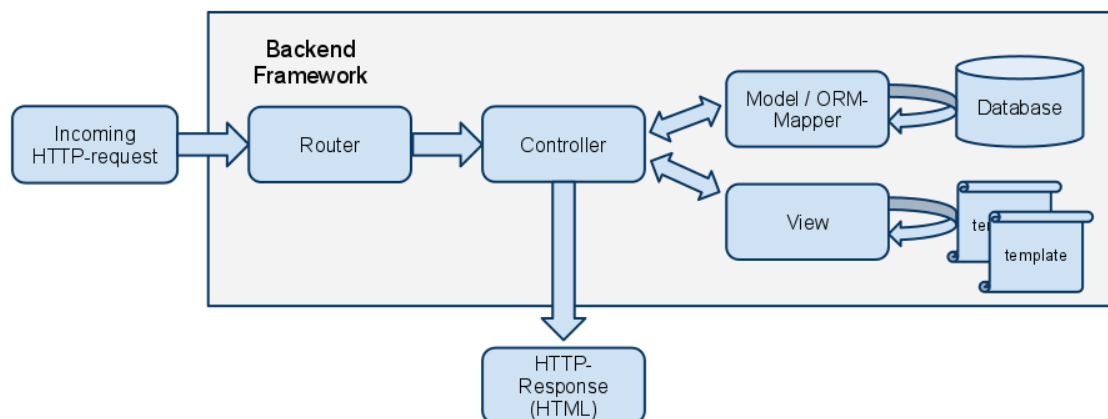 Backend
Framework
Incoming
HTTP-request
Router
Controller
Model / ORM-
Mapper
Database
View
template
HTTP-
Response
(HTML)